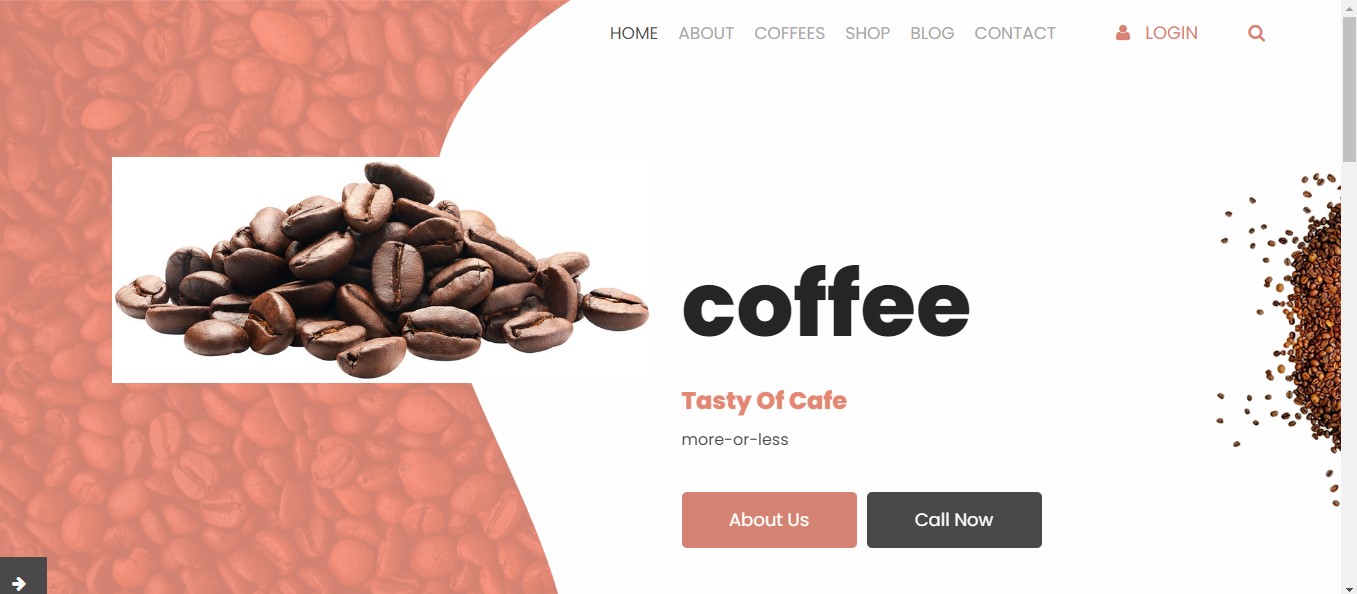 HOME ABOUT COFFEES SHOP BLOG CONTACT LOGIN
coffee
Tasty Of Cafe
more-or-less
About Us Call Now